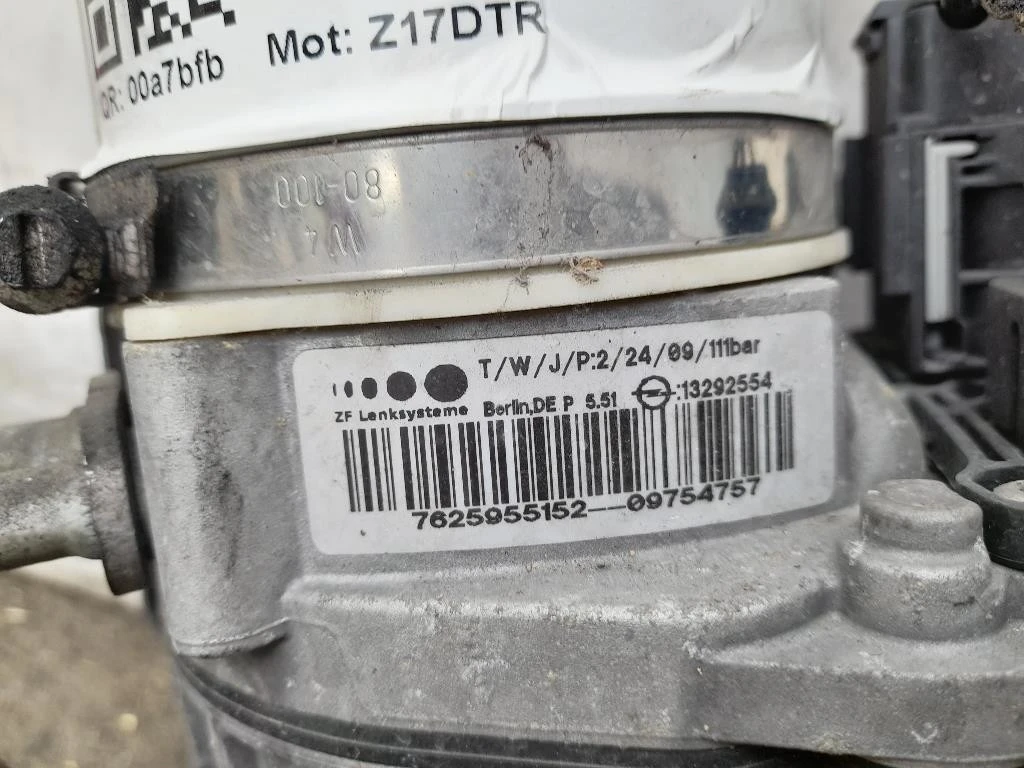 QR: 00a7bfb
Mot: Z17DTR
80-100
W4
T/W/J/P:2/24/09/111bar
ZF Lenksysteme Berlin,DE P 5.51 :13292554
7625955152--09754757